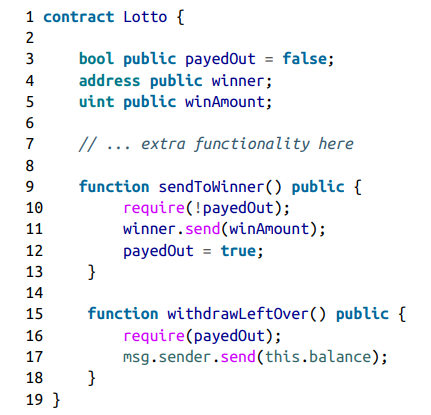 1 contract Lotto {
2
3     bool public payedOut = false;
4     address public winner;
5     uint public winAmount;
6
7     // ... extra functionality here
8
9     function sendToWinner() public {
10         require(!payedOut);
11         winner.send(winAmount);
12         payedOut = true;
13     }
14
15     function withdrawLeftOver() public {
16         require(payedOut);
17         msg.sender.send(this.balance);
18     }
19 }